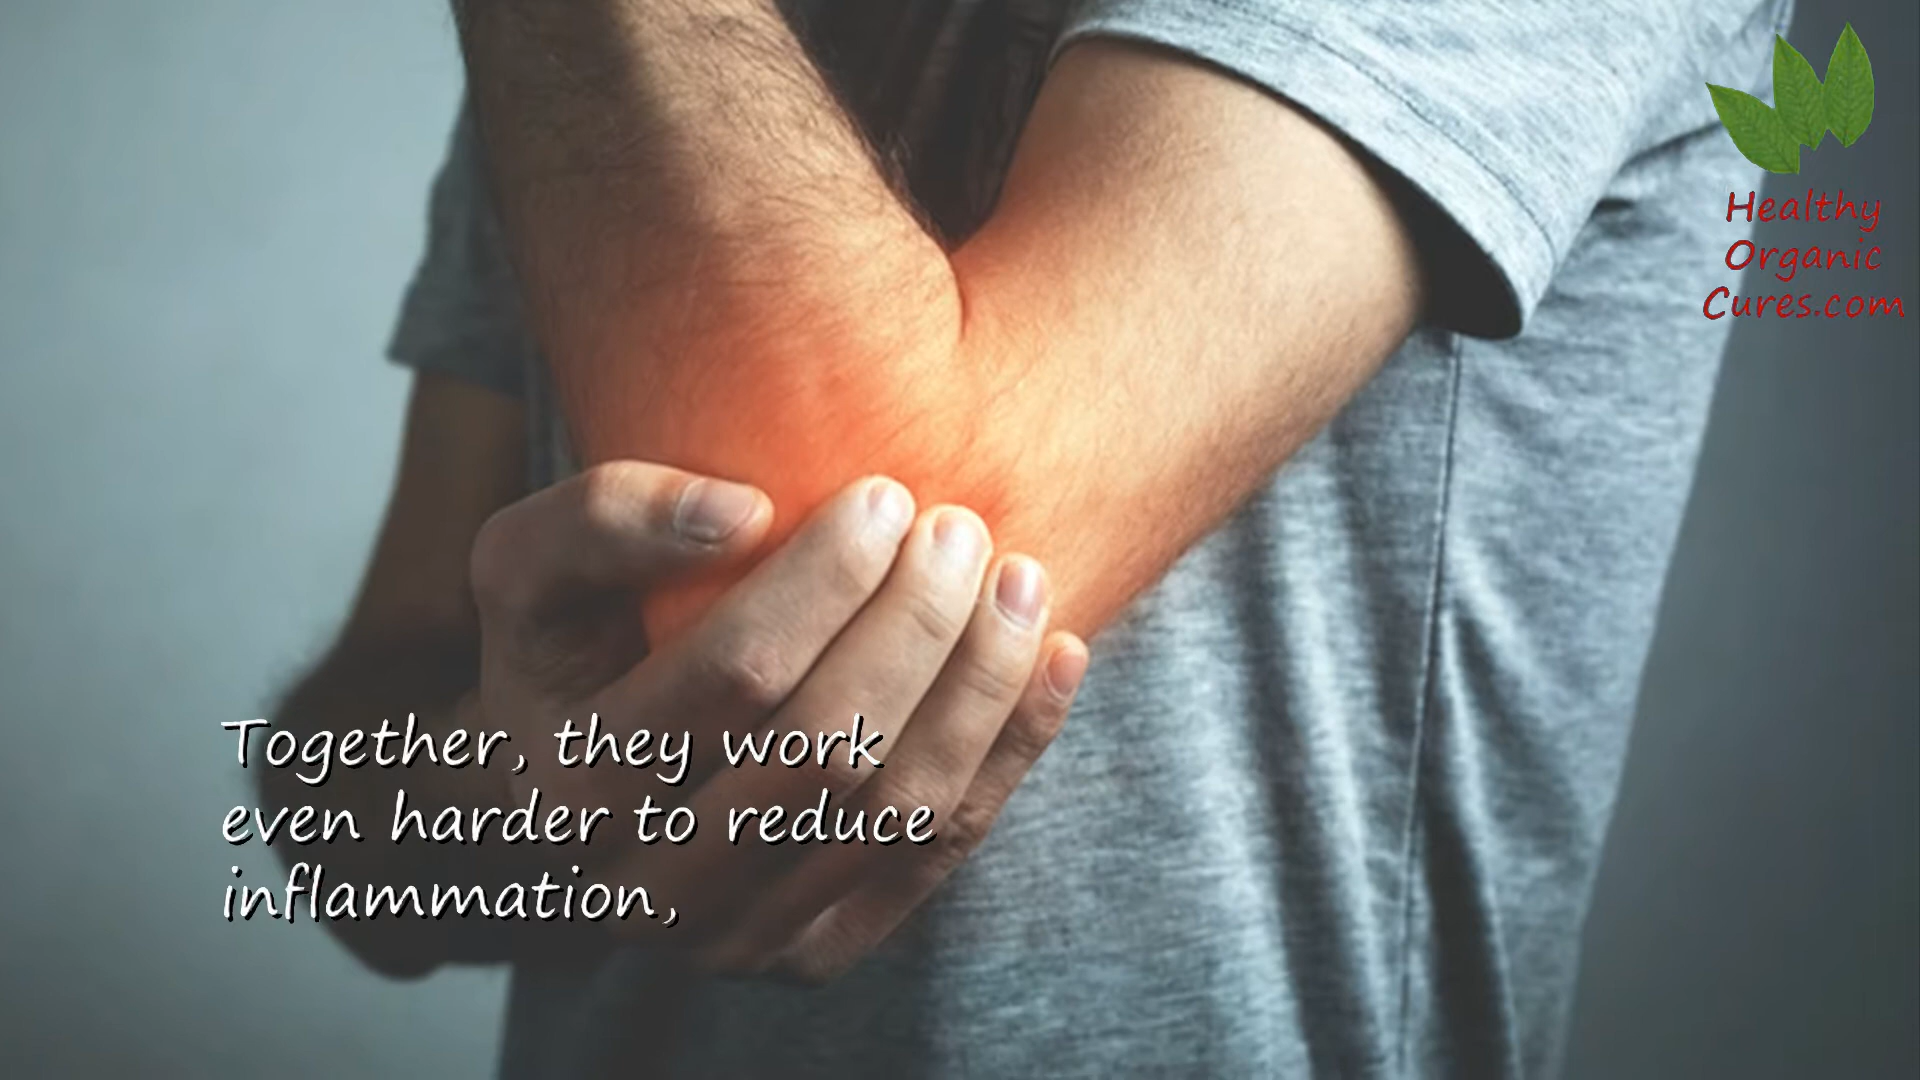 Healthy
Organic
Cures.com
Together, they work
even harder to reduce
inflammation,